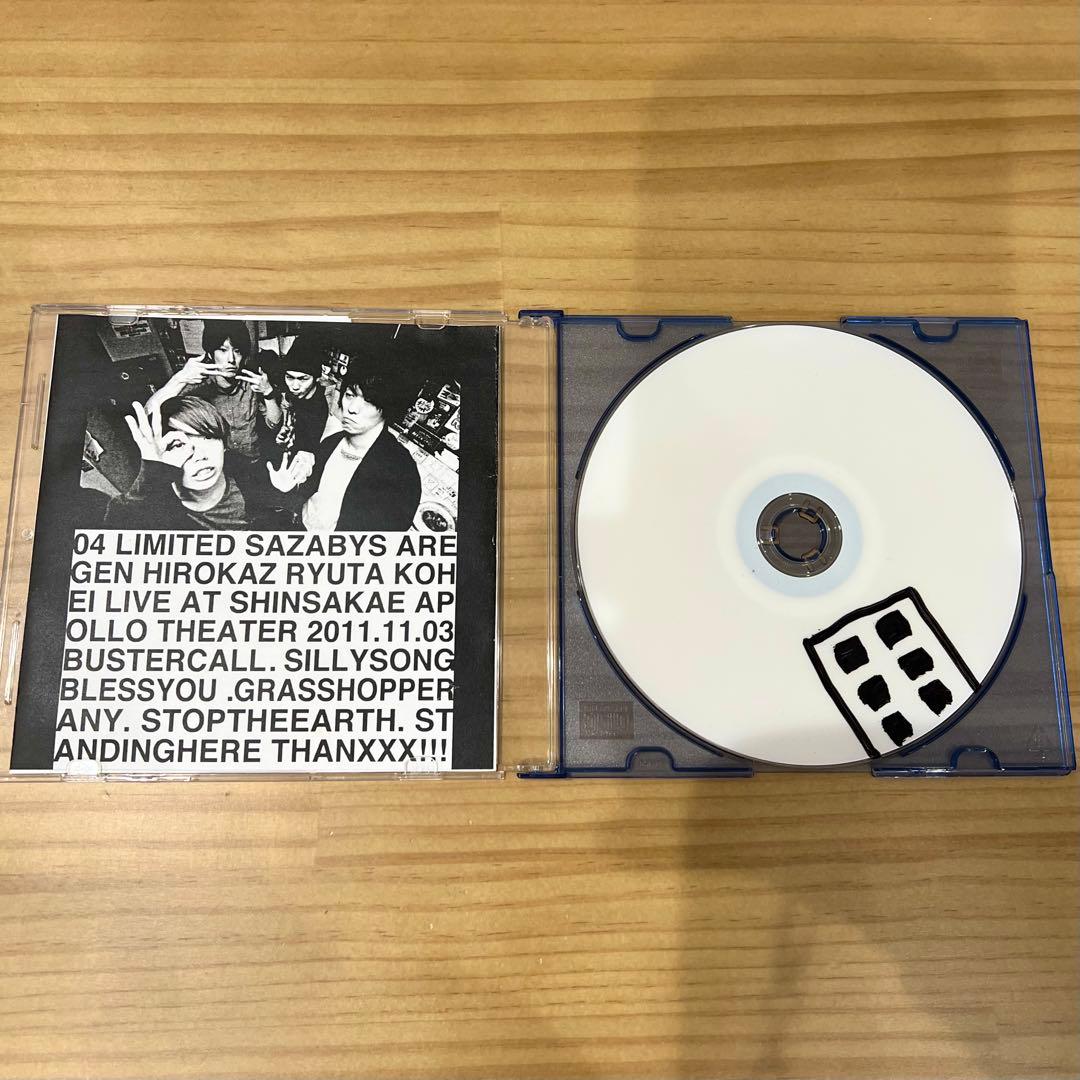 04 LIMITED SAZABYS ARE
GEN HIROKAZ RYUTA KOH
EI LIVE AT SHINSAKAE AP
OLLO THEATER 2011.11.03
BUSTERCALL. SILLYSONG
BLESSYOU .GRASSHOPPER
ANY. STOPTHEEARTH. ST
ANDINGHERE THANXXX!!!